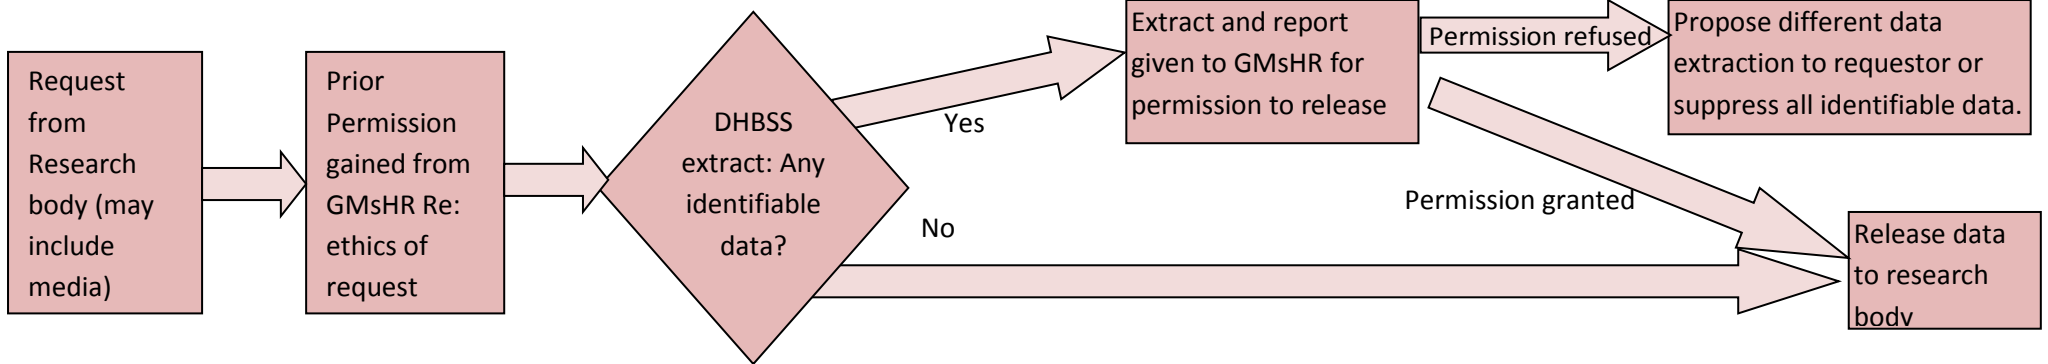 Request
from
Research
body (may
include
media)
Prior
Permission
gained from
GMsHR Re:
ethics of
request
DHBSS
extract: Any
identifiable
data?
Yes
No
Extract and report
given to GMsHR for
permission to release
Permission refused
Propose different data
extraction to requestor or
suppress all identifiable data.
Permission granted
Release data
to research
body